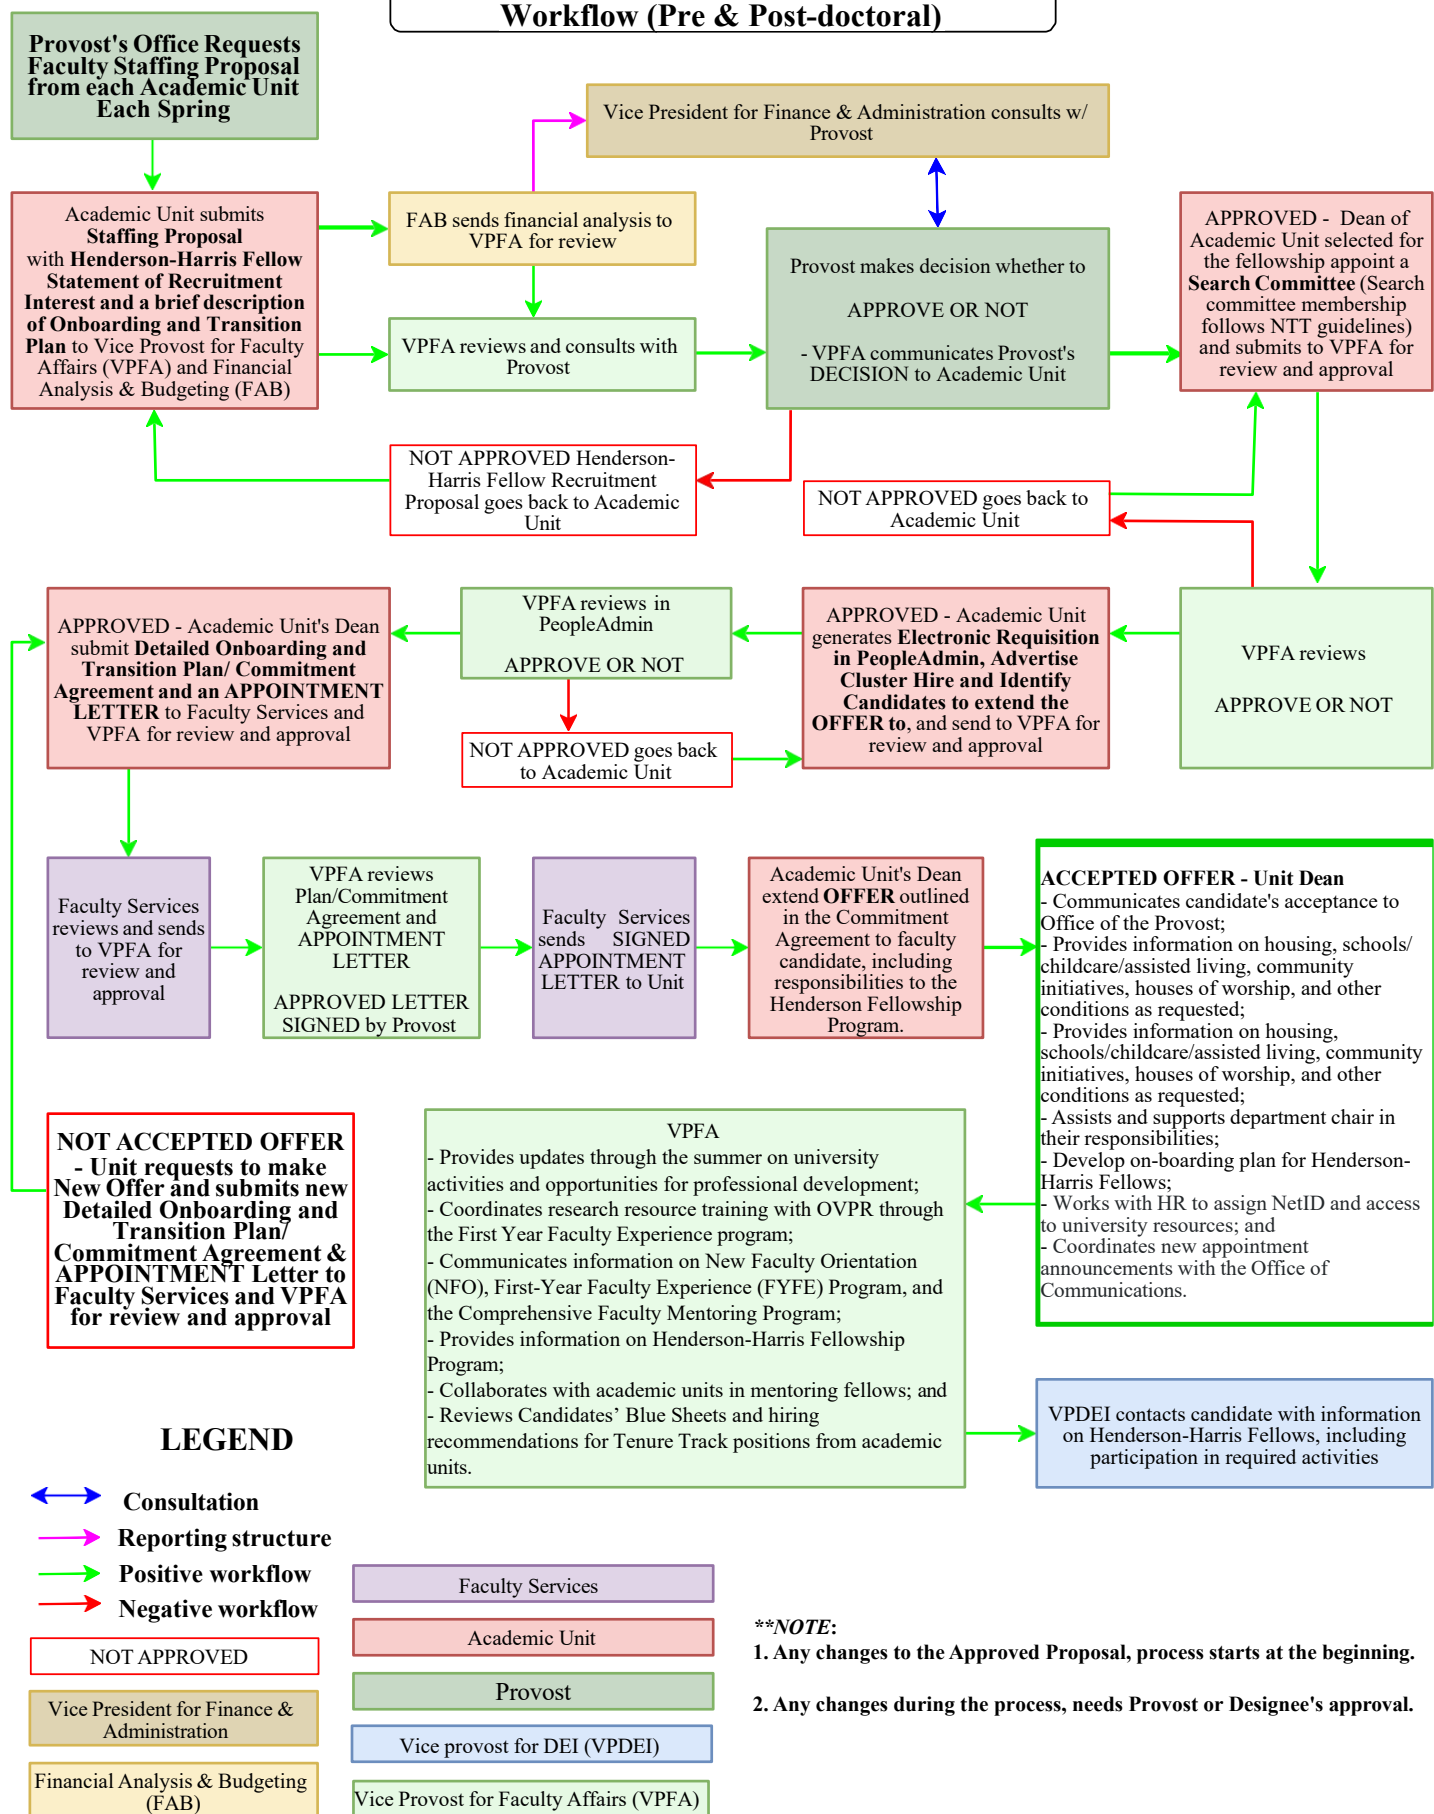 Workflow (Pre & Post-doctoral)
Provost's Office Requests
Faculty Staffing Proposal
from each Academic Unit
Each Spring
Vice President for Finance & Administration consults w/
Provost
Academic Unit submits
Staffing Proposal
with Henderson-Harris Fellow
Statement of Recruitment
Interest and a brief description
of Onboarding and Transition
Plan to Vice Provost for Faculty
Affairs (VPFA) and Financial
Analysis & Budgeting (FAB)
FAB sends financial analysis to
VPFA for review
VPFA reviews and consults with
Provost
Provost makes decision whether to
APPROVE OR NOT
- VPFA communicates Provost's
DECISION to Academic Unit
APPROVED - Dean of
Academic Unit selected for
the fellowship appoint a
Search Committee (Search
committee membership
follows NTT guidelines)
and submits to VPFA for
review and approval
NOT APPROVED Henderson-
Harris Fellow Recruitment
Proposal goes back to Academic
Unit
NOT APPROVED goes back to
Academic Unit
APPROVED - Academic Unit's Dean
submit Detailed Onboarding and
Transition Plan/ Commitment
Agreement and an APPOINTMENT
LETTER to Faculty Services and
VPFA for review and approval
VPFA reviews in
PeopleAdmin
APPROVE OR NOT
NOT APPROVED goes back
to Academic Unit
APPROVED - Academic Unit
generates Electronic Requisition
in PeopleAdmin, Advertise
Cluster Hire and Identify
Candidates to extend the
OFFER to, and send to VPFA for
review and approval
VPFA reviews
APPROVE OR NOT
Faculty Services
reviews and sends
to VPFA for
review and
approval
VPFA reviews
Plan/Commitment
Agreement and
APPOINTMENT
LETTER
APPROVED LETTER
SIGNED by Provost
Faculty Services
sends SIGNED
APPOINTMENT
LETTER to Unit
Academic Unit's Dean
extend OFFER outlined
in the Commitment
Agreement to faculty
candidate, including
responsibilities to the
Henderson Fellowship
Program.
ACCEPTED OFFER - Unit Dean
- Communicates candidate's acceptance to
Office of the Provost;
- Provides information on housing, schools/
childcare/assisted living, community
initiatives, houses of worship, and other
conditions as requested;
- Provides information on housing,
schools/childcare/assisted living, community
initiatives, houses of worship, and other
conditions as requested;
- Assists and supports department chair in
their responsibilities;
- Develop on-boarding plan for Henderson-
Harris Fellows;
- Works with HR to assign NetID and access
to university resources; and
- Coordinates new appointment
announcements with the Office of
Communications.
NOT ACCEPTED OFFER
- Unit requests to make
New Offer and submits new
Detailed Onboarding and
Transition Plan/
Commitment Agreement &
APPOINTMENT Letter to
Faculty Services and VPFA
for review and approval
VPFA
- Provides updates through the summer on university
activities and opportunities for professional development;
- Coordinates research resource training with OVPR through
the First Year Faculty Experience program;
- Communicates information on New Faculty Orientation
(NFO), First-Year Faculty Experience (FYFE) Program, and
the Comprehensive Faculty Mentoring Program;
- Provides information on Henderson-Harris Fellowship
Program;
- Collaborates with academic units in mentoring fellows; and
- Reviews Candidates’ Blue Sheets and hiring
recommendations for Tenure Track positions from academic
units.
VPDEI contacts candidate with information
on Henderson-Harris Fellows, including
participation in required activities
LEGEND
Consultation
Reporting structure
Positive workflow
Negative workflow
NOT APPROVED
Vice President for Finance &
Administration
Financial Analysis & Budgeting
(FAB)
Faculty Services
Academic Unit
Provost
Vice provost for DEI (VPDEI)
Vice Provost for Faculty Affairs (VPFA)
**NOTE:
1. Any changes to the Approved Proposal, process starts at the beginning.
2. Any changes during the process, needs Provost or Designee's approval.